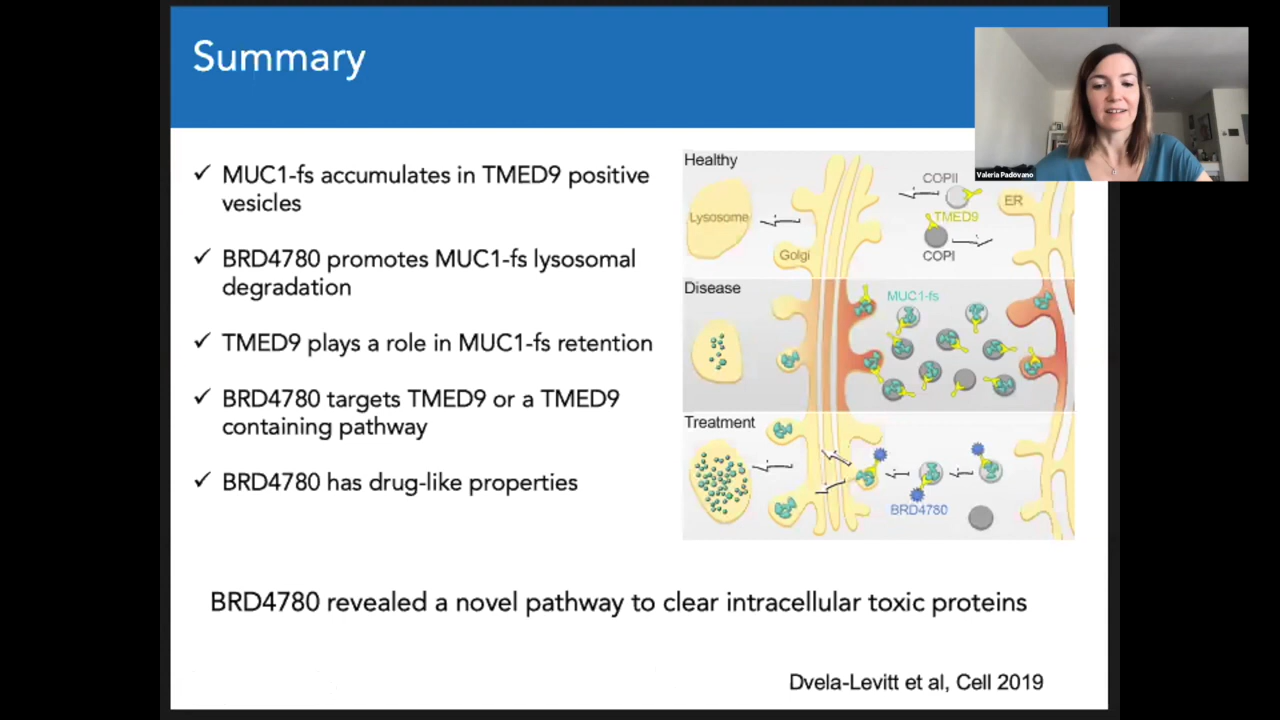 Summary
Valeria Padovano
✓ MUC1-fs accumulates in TMED9 positive
vesicles
✓ BRD4780 promotes MUC1-fs lysosomal
degradation
✓ TMED9 plays a role in MUC1-fs retention
✓ BRD4780 targets TMED9 or a TMED9
containing pathway
✓ BRD4780 has drug-like properties
Healthy
Lysosome
Golgi
COPII
TMED9
COPI
ER
Disease
MUC1-fs
Treatment
BRD4780
BRD4780 revealed a novel pathway to clear intracellular toxic proteins
Dvela-Levitt et al, Cell 2019